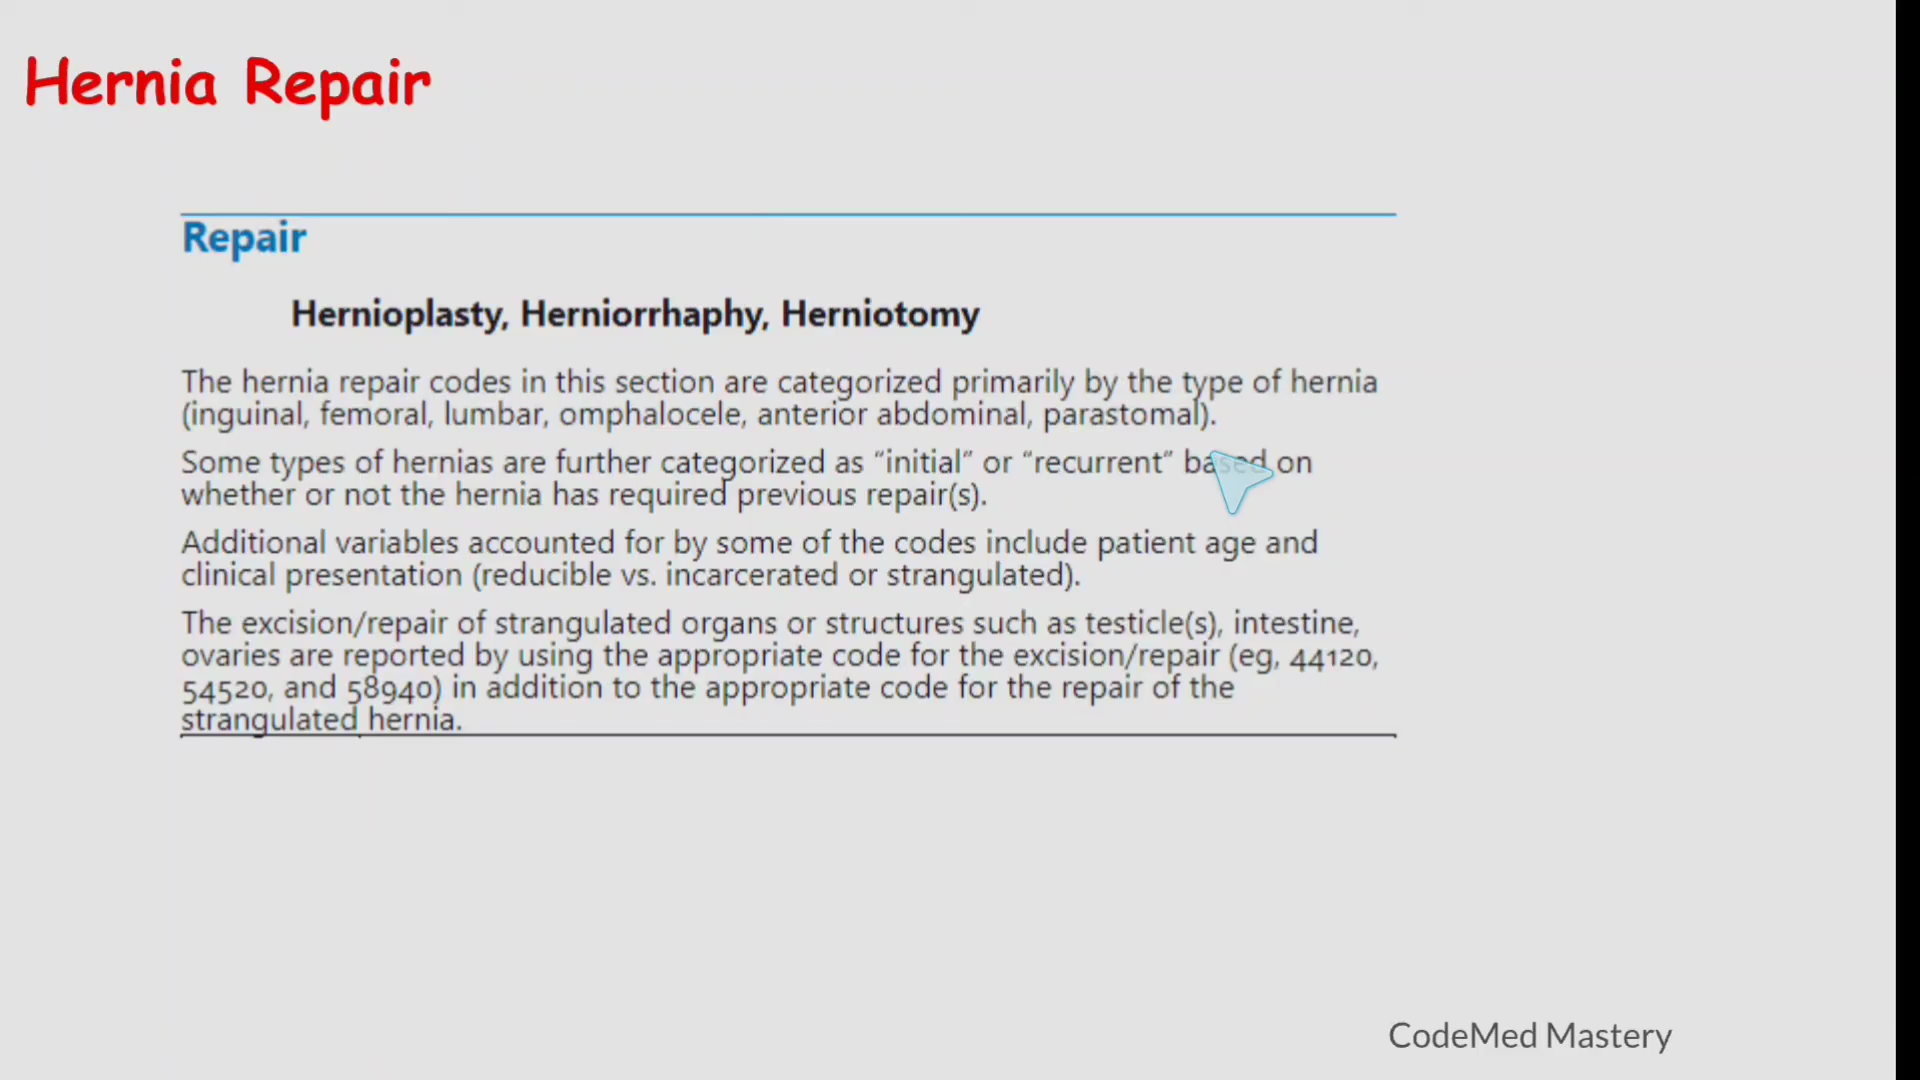 Hernia Repair
Repair
Hernioplasty, Herniorrhaphy, Herniotomy
The hernia repair codes in this section are categorized primarily by the type of hernia
(inguinal, femoral, lumbar, omphalocele, anterior abdominal, parastomal).
Some types of hernias are further categorized as “initial” or “recurrent” based on
whether or not the hernia has required previous repair(s).
Additional variables accounted for by some of the codes include patient age and
clinical presentation (reducible vs. incarcerated or strangulated).
The excision/repair of strangulated organs or structures such as testicle(s), intestine,
ovaries are reported by using the appropriate code for the excision/repair (eg, 44120,
54520, and 58940) in addition to the appropriate code for the repair of the
strangulated hernia.
CodeMed Mastery